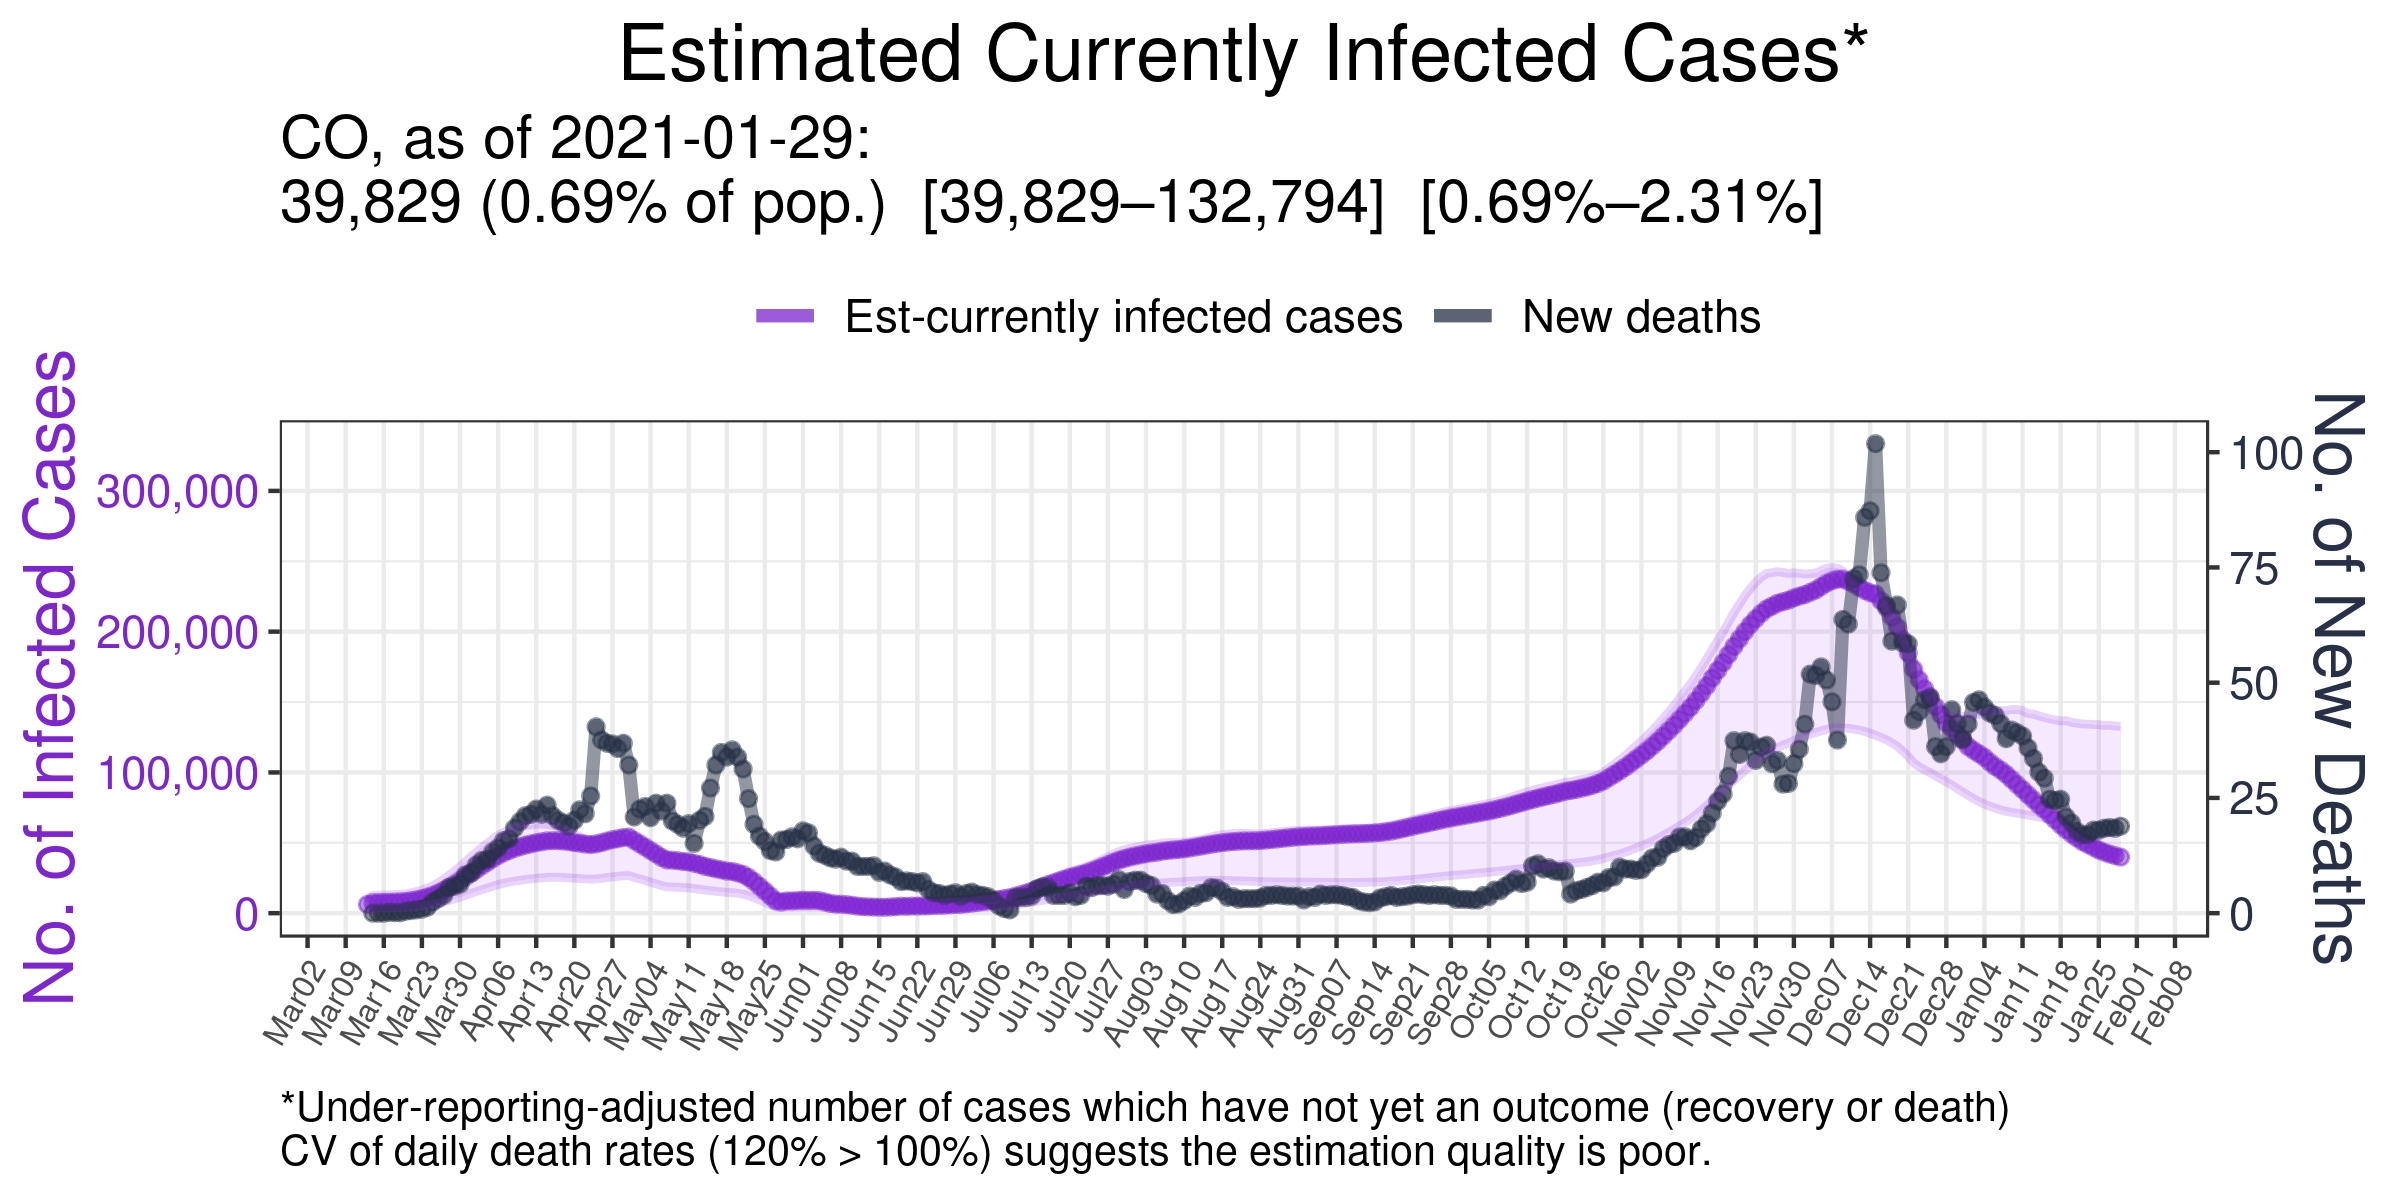 Estimated Currently Infected Cases*
CO, as of 2021-01-29:
39,829 (0.69% of pop.) [39,829–132,794] [0.69%–2.31%]
Est-currently infected cases New deaths
No. of Infected Cases
300,000
200,000
100,000
0
No. of New Deaths
100
75
50
25
0
Mar02 Mar09 Mar16 Mar23 Mar30 Apr06 Apr13 Apr20 Apr27 May04 May11 May18 May25 Jun01 Jun08 Jun15 Jun22 Jun29 Jul06 Jul13 Jul20 Jul27 Aug03 Aug10 Aug17 Aug24 Aug31 Sep07 Sep14 Sep21 Sep28 Oct05 Oct12 Oct19 Oct26 Nov02 Nov09 Nov16 Nov23 Nov30 Dec07 Dec14 Dec21 Dec28 Jan04 Jan11 Jan18 Jan25 Feb01 Feb08
*Under-reporting-adjusted number of cases which have not yet an outcome (recovery or death)
CV of daily death rates (120% > 100%) suggests the estimation quality is poor.